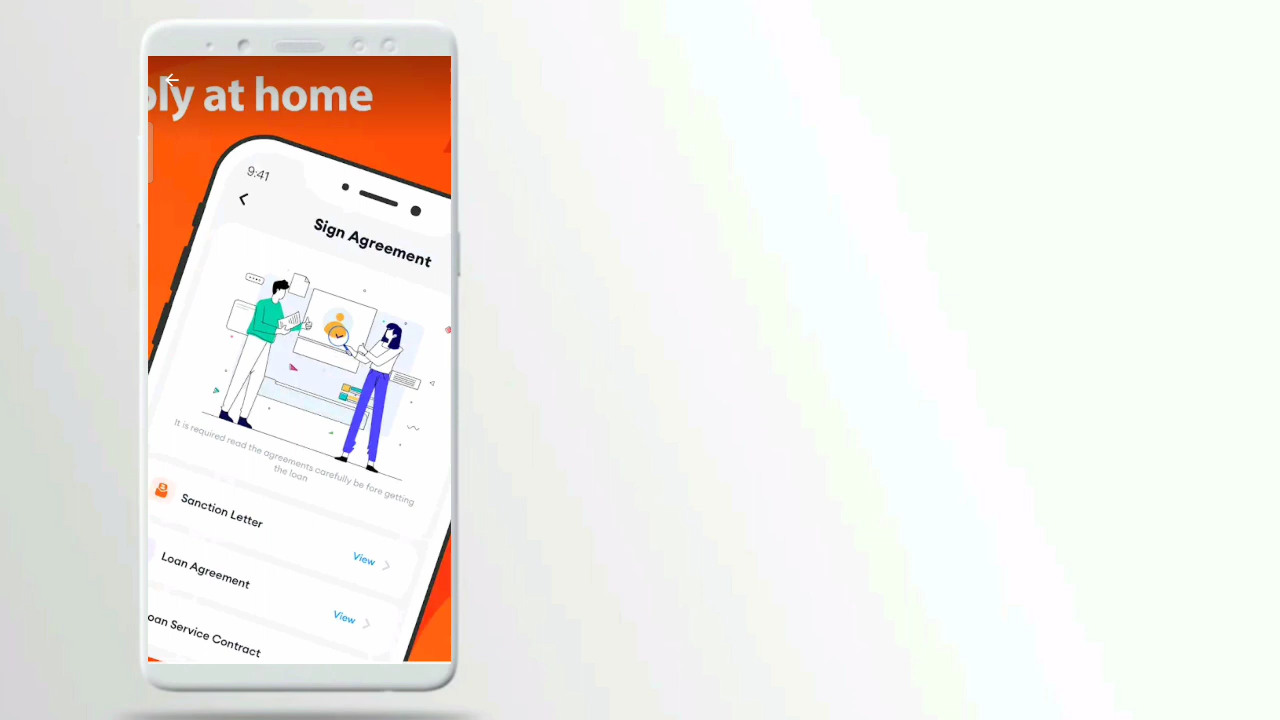 ply at home
9:41
Sign Agreement
It is required read the agreements carefully be fore getting
the loan
Sanction Letter
View
Loan Agreement
View
oan Service Contract